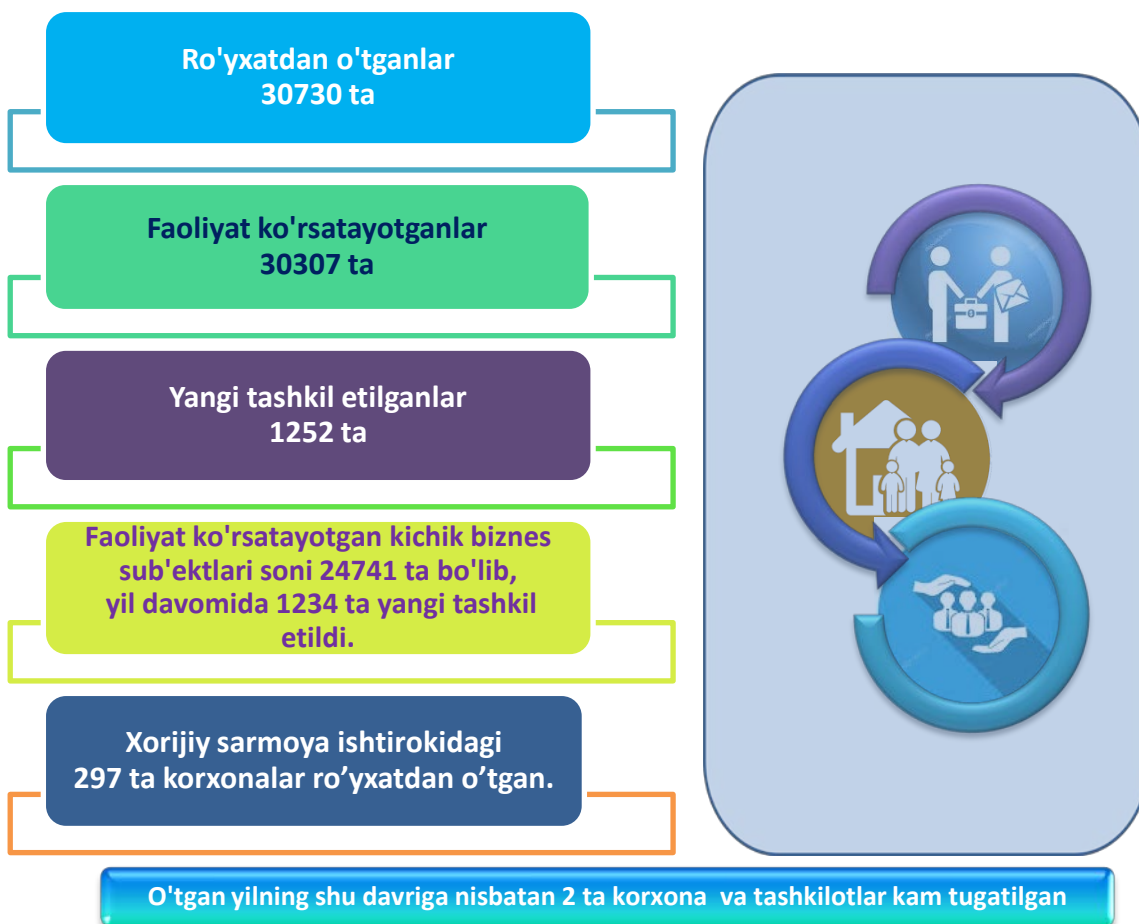 Ro'yxatdan o'tganlar
30730 ta
Faoliyat ko'rsatayotganlar
30307 ta
Yangi tashkil etilganlar
1252 ta
Faoliyat ko'rsatayotgan kichik biznes
sub'ektlari soni 24741 ta bo'lib,
yil davomida 1234 ta yangi tashkil
etildi.
Xorijiy sarmoya ishtirokidagi
297 ta korxonalar ro’yxatdan o’tgan.
O'tgan yilning shu davriga nisbatan 2 ta korxona va tashkilotlar kam tugatilgan